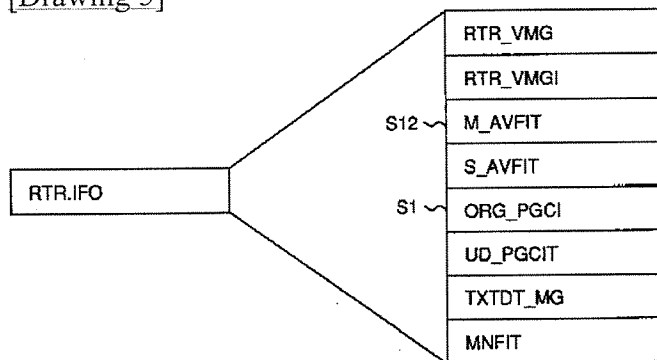 [Drawing 5]
RTR_VMG
RTR_VMGI
S12 M_AVFIT
S_AVFIT
RTR.IFO
S1 ORG_PGCI
UD_PGCIT
TXTDT_MG
MNFIT